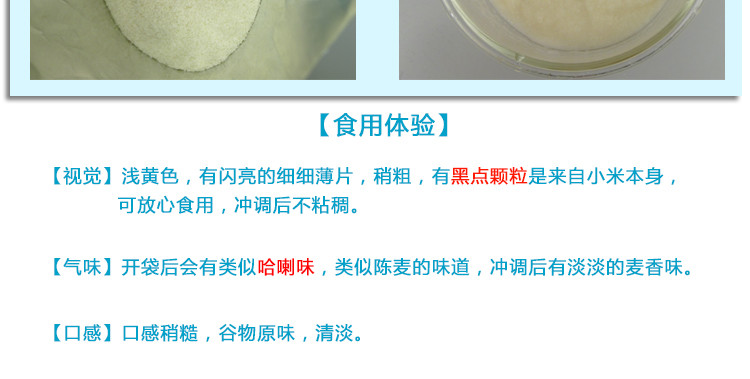 【食用体验】
【视觉】浅黄色，有闪亮的细细薄片，稍粗，有黑点颗粒是来自小米本身，
可放心食用，冲调后不粘稠。
【气味】开袋后会有类似哈喇味，类似陈麦的味道，冲调后有淡淡的麦香味。
【口感】口感稍糙，谷物原味，清淡。